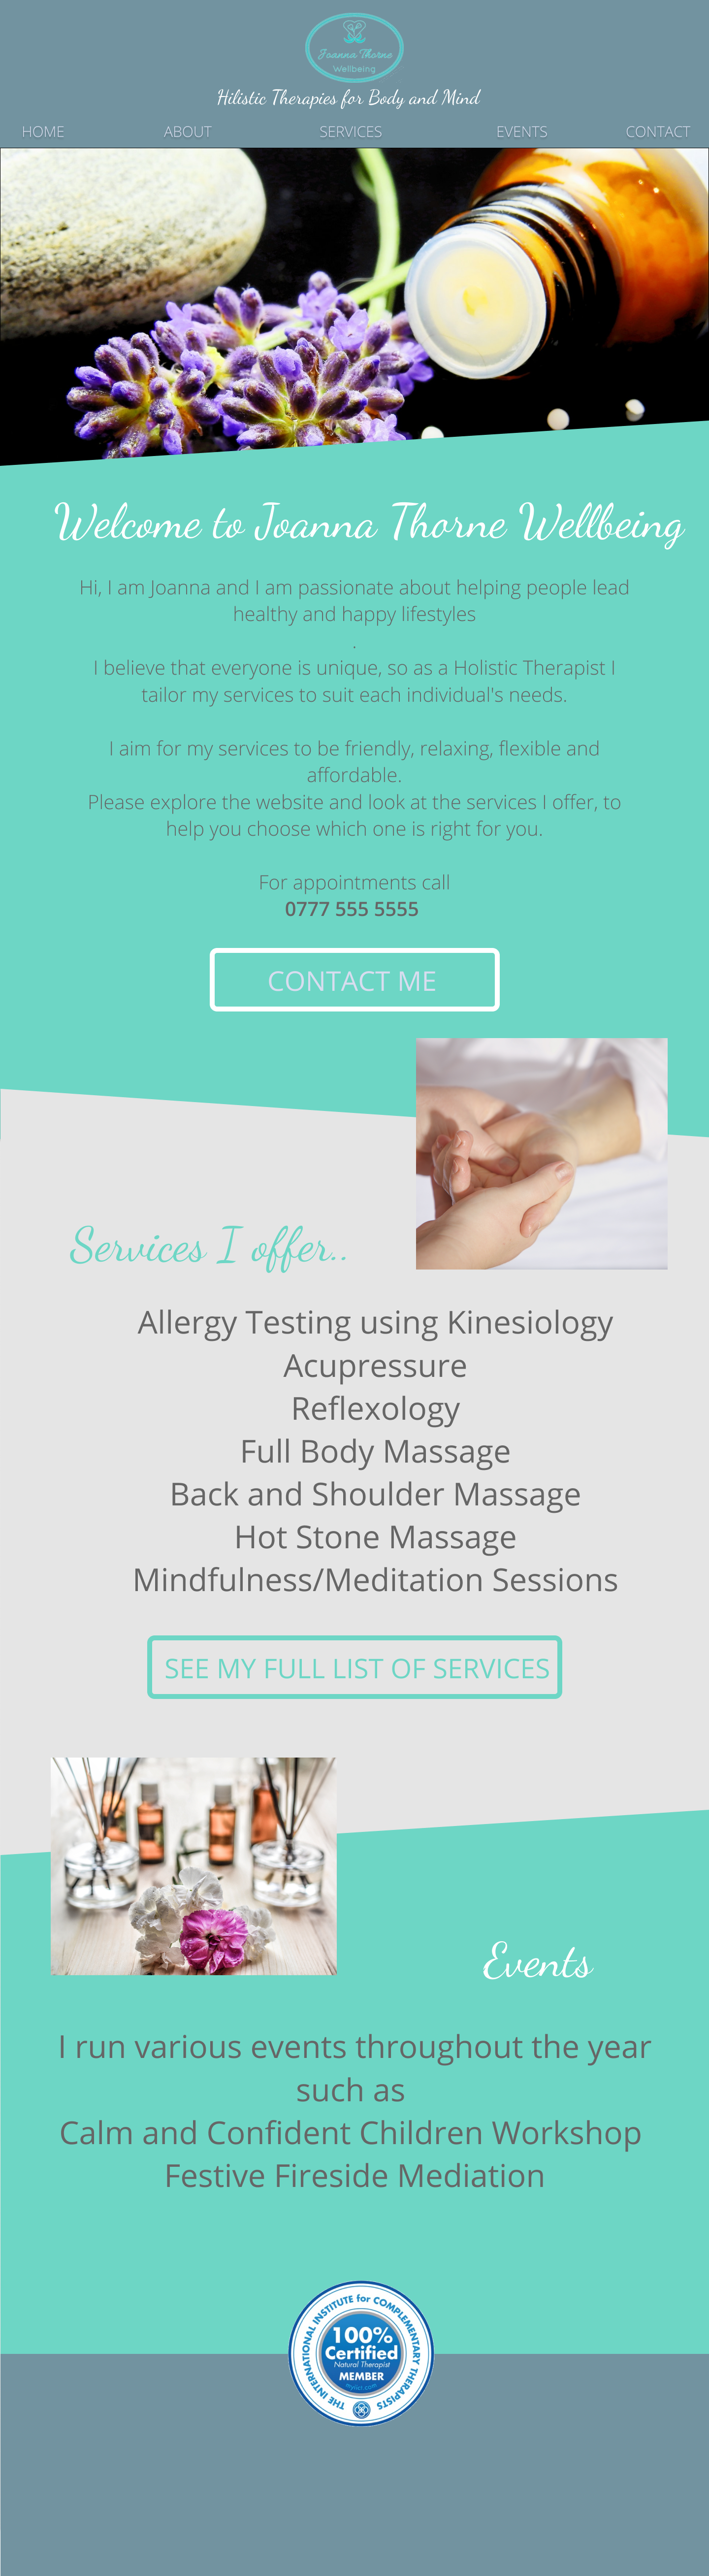 Joanna Thorne
Wellbeing
Hilistic Therapies for Body and Mind
HOME ABOUT SERVICES EVENTS CONTACT
Welcome to Joanna Thorne Wellbeing
Hi, I am Joanna and I am passionate about helping people lead
healthy and happy lifestyles
.
I believe that everyone is unique, so as a Holistic Therapist I
tailor my services to suit each individual's needs.
I aim for my services to be friendly, relaxing, flexible and
affordable.
Please explore the website and look at the services I offer, to
help you choose which one is right for you.
For appointments call
0777 555 5555
CONTACT ME
Services I offer..
Allergy Testing using Kinesiology
Acupressure
Reflexology
Full Body Massage
Back and Shoulder Massage
Hot Stone Massage
Mindfulness/Meditation Sessions
SEE MY FULL LIST OF SERVICES
Events
I run various events throughout the year
such as
Calm and Confident Children Workshop
Festive Fireside Mediation
THE INTERNATIONAL INSTITUTE for COMPLEMENTARY THERAPISTS
100%
Certified
Natural Therapist
MEMBER
myiict.com